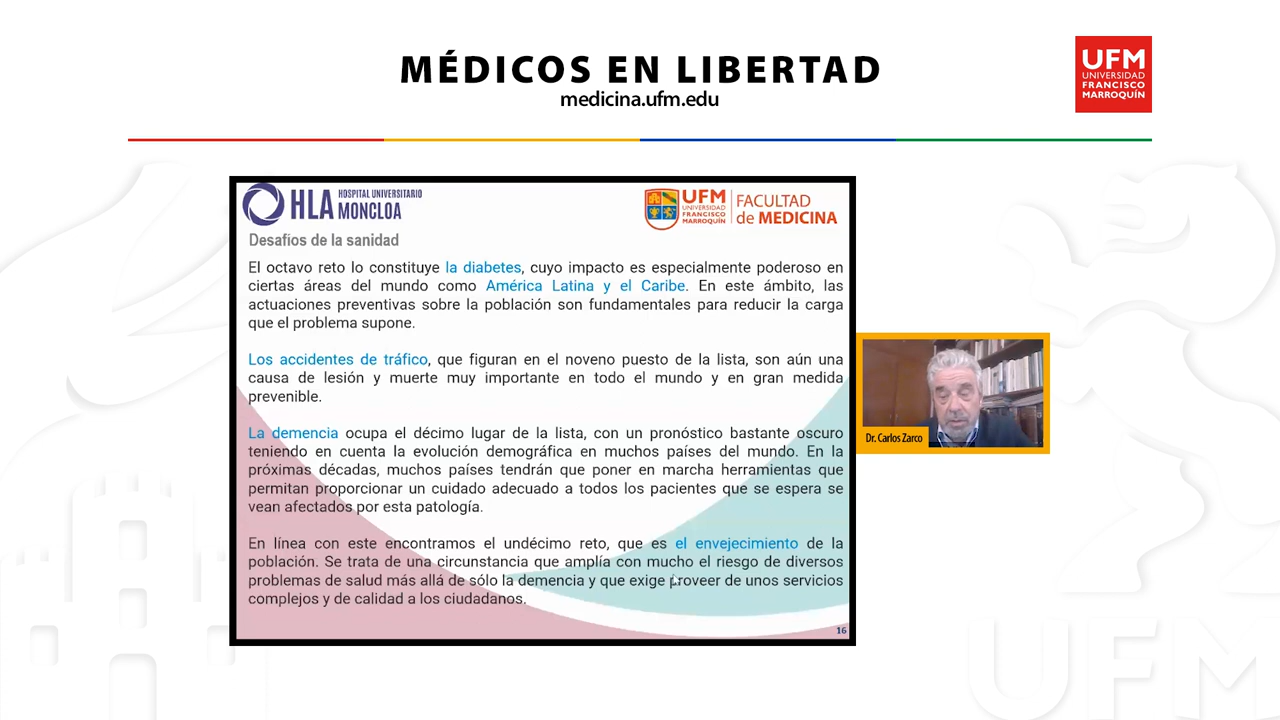 MÉDICOS EN LIBERTAD
medicina.ufm.edu
UFM
UNIVERSIDAD
FRANCISCO
MARROQUÍN
HLA HOSPITAL UNIVERSITARIO
MONCLOA
UFM
UNIVERSIDAD
FRANCISCO
MARROQUÍN
FACULTAD
de MEDICINA
Desafíos de la sanidad
El octavo reto lo constituye la diabetes, cuyo impacto es especialmente poderoso en
ciertas áreas del mundo como América Latina y el Caribe. En este ámbito, las
actuaciones preventivas sobre la población son fundamentales para reducir la carga
que el problema supone.
Los accidentes de tráfico, que figuran en el noveno puesto de la lista, son aún una
causa de lesión y muerte muy importante en todo el mundo y en gran medida
prevenible.
La demencia ocupa el décimo lugar de la lista, con un pronóstico bastante oscuro
teniendo en cuenta la evolución demográfica en muchos países del mundo. En la
próximas décadas, muchos países tendrán que poner en marcha herramientas que
permitan proporcionar un cuidado adecuado a todos los pacientes que se espera se
vean afectados por esta patología.
En línea con este encontramos el undécimo reto, que es el envejecimiento de la
población. Se trata de una circunstancia que amplía con mucho el riesgo de diversos
problemas de salud más allá de sólo la demencia y que exige proveer de unos servicios
complejos y de calidad a los ciudadanos.
16
Dr. Carlos Zarco
UFM